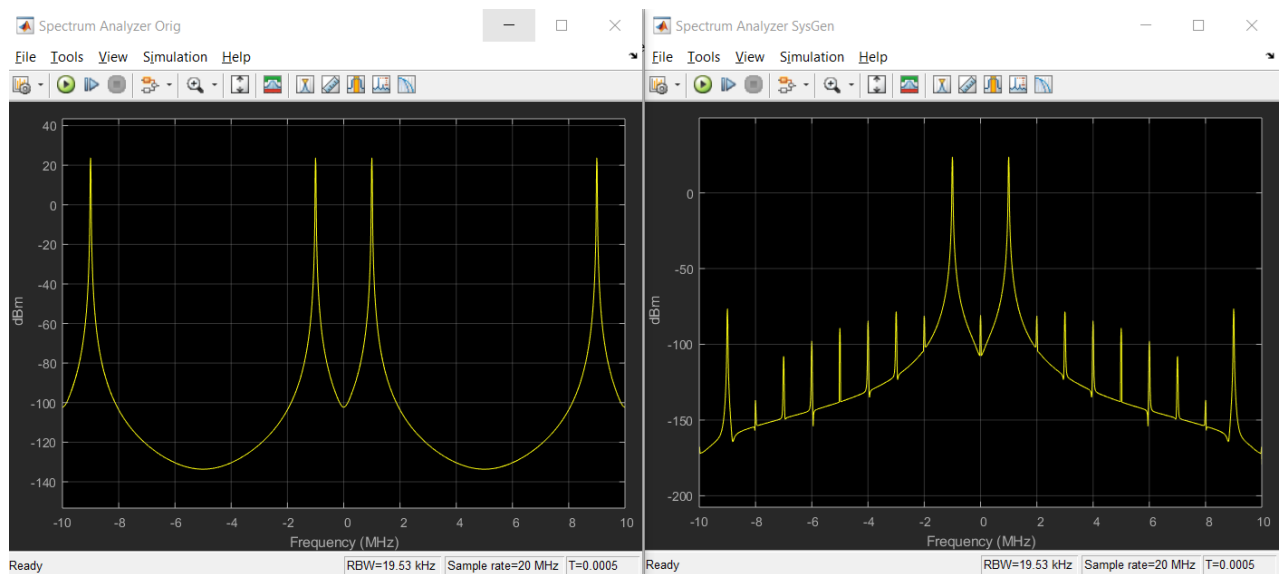 Spectrum Analyzer Orig
File Tools View Simulation Help
40
20
0
-20
-40
-60
-80
-100
-120
-140
dBm
-10 -8 -6 -4 -2 0 2 4 6 8 10
Frequency (MHz)
Ready RBW=19.53 kHz Sample rate=20 MHz T=0.0005
Spectrum Analyzer SysGen
File Tools View Simulation Help
0
-50
-100
-150
-200
dBm
-10 -8 -6 -4 -2 0 2 4 6 8 10
Frequency (MHz)
Ready RBW=19.53 kHz Sample rate=20 MHz T=0.0005